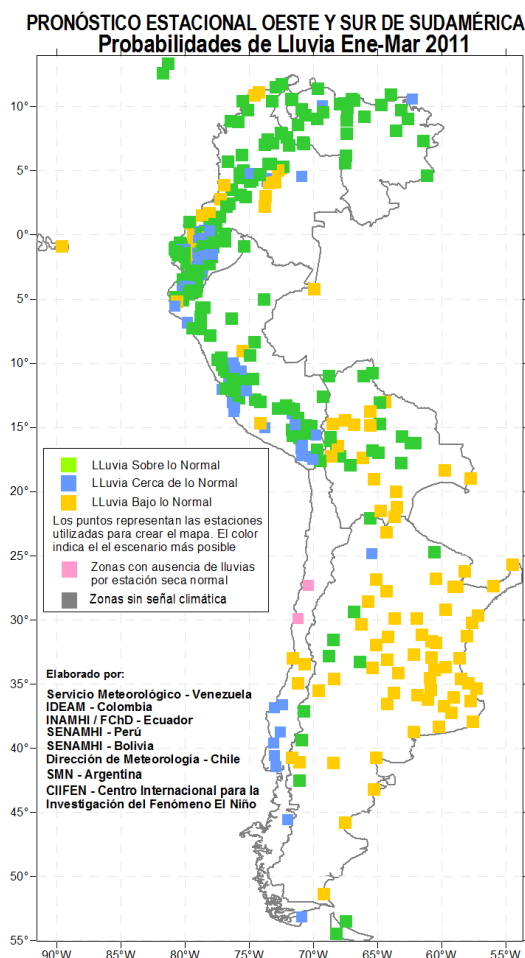 PRONÓSTICO ESTACIONAL OESTE Y SUR DE SUDAMÉRICA
Probabilidades de Lluvia Ene-Mar 2011
10°
5°
0°
5°
10°
15°
20°
25°
30°
35°
40°
45°
50°
55°
LLuvia Sobre lo Normal
LLuvia Cerca de lo Normal
LLuvia Bajo lo Normal
Los puntos representan las estaciones
utilizadas para crear el mapa. El color
indica el el escenario más posible
Zonas con ausencia de lluvias
por estación seca normal
Zonas sin señal climática
Elaborado por:
Servicio Meteorológico - Venezuela
IDEAM - Colombia
INAMHI / FChD - Ecuador
SENAMHI - Perú
SENAMHI - Bolivia
Dirección de Meteorología - Chile
SMN - Argentina
CIIFEN - Centro Internacional para la
Investigación del Fenómeno El Niño
90°W 85°W 80°W 75°W 70°W 65°W 60°W 55°W